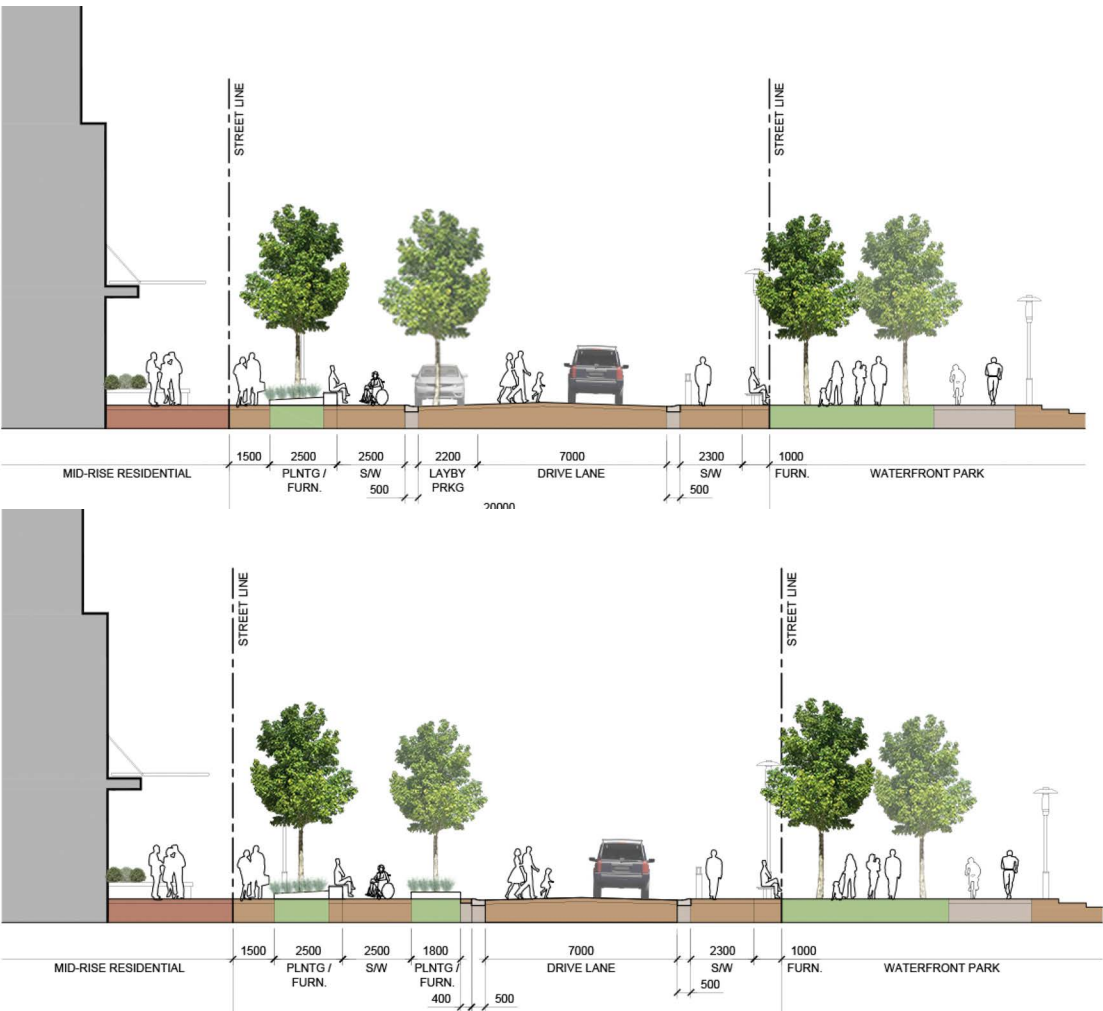 STREET LINE
STREET LINE
1500 2500 2500 2200 7000 2300 1000
MID-RISE RESIDENTIAL PLNTG / S/W LAYBY DRIVE LANE S/W FURN. WATERFRONT PARK
FURN. 500 PRKG 500
20000
STREET LINE
STREET LINE
1500 2500 2500 1800 7000 2300 1000
MID-RISE RESIDENTIAL PLNTG / S/W PLNTG / DRIVE LANE S/W FURN. WATERFRONT PARK
FURN. FURN. 500
400 500